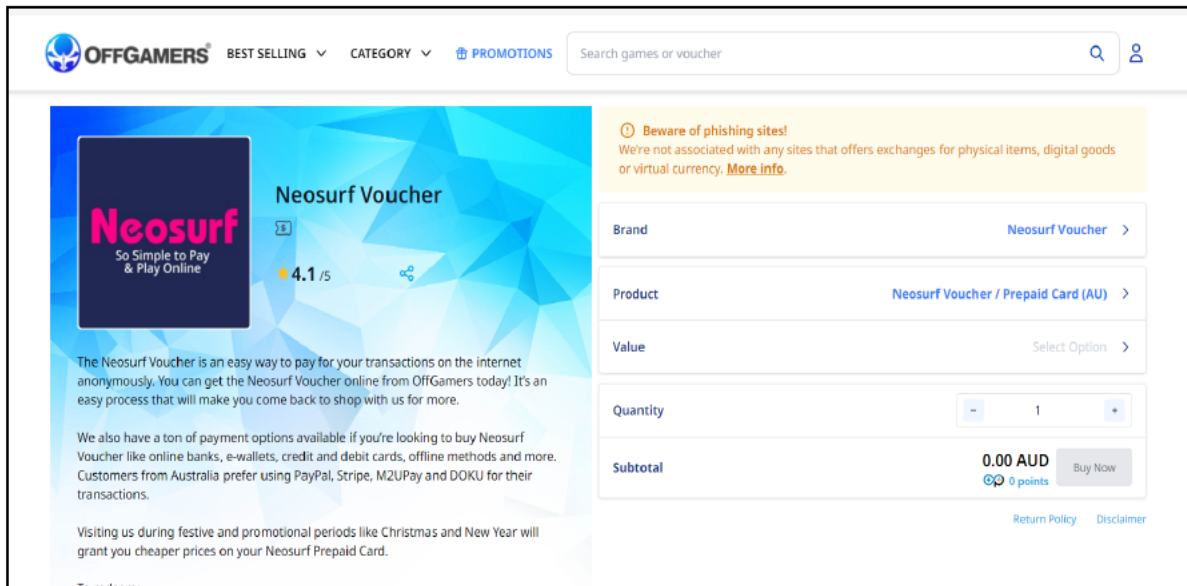 OFFGAMERS®
BEST SELLING
CATEGORY
PROMOTIONS
Search games or voucher
Neosurf
So Simple to Pay
& Play Online
Neosurf Voucher
$
4.1 /5
The Neosurf Voucher is an easy way to pay for your transactions on the internet
anonymously. You can get the Neosurf Voucher online from OffGamers today! It's an
easy process that will make you come back to shop with us for more.
We also have a ton of payment options available if you're looking to buy Neosurf
Voucher like online banks, e-wallets, credit and debit cards, offline methods and more.
Customers from Australia prefer using PayPal, Stripe, M2UPay and DOKU for their
transactions.
Visiting us during festive and promotional periods like Christmas and New Year will
grant you cheaper prices on your Neosurf Prepaid Card.
Beware of phishing sites!
We're not associated with any sites that offers exchanges for physical items, digital goods
or virtual currency. More info.
Brand Neosurf Voucher
Product Neosurf Voucher / Prepaid Card (AU)
Value Select Option
Quantity - 1 +
Subtotal 0.00 AUD Buy Now
0 points
Return Policy Disclaimer